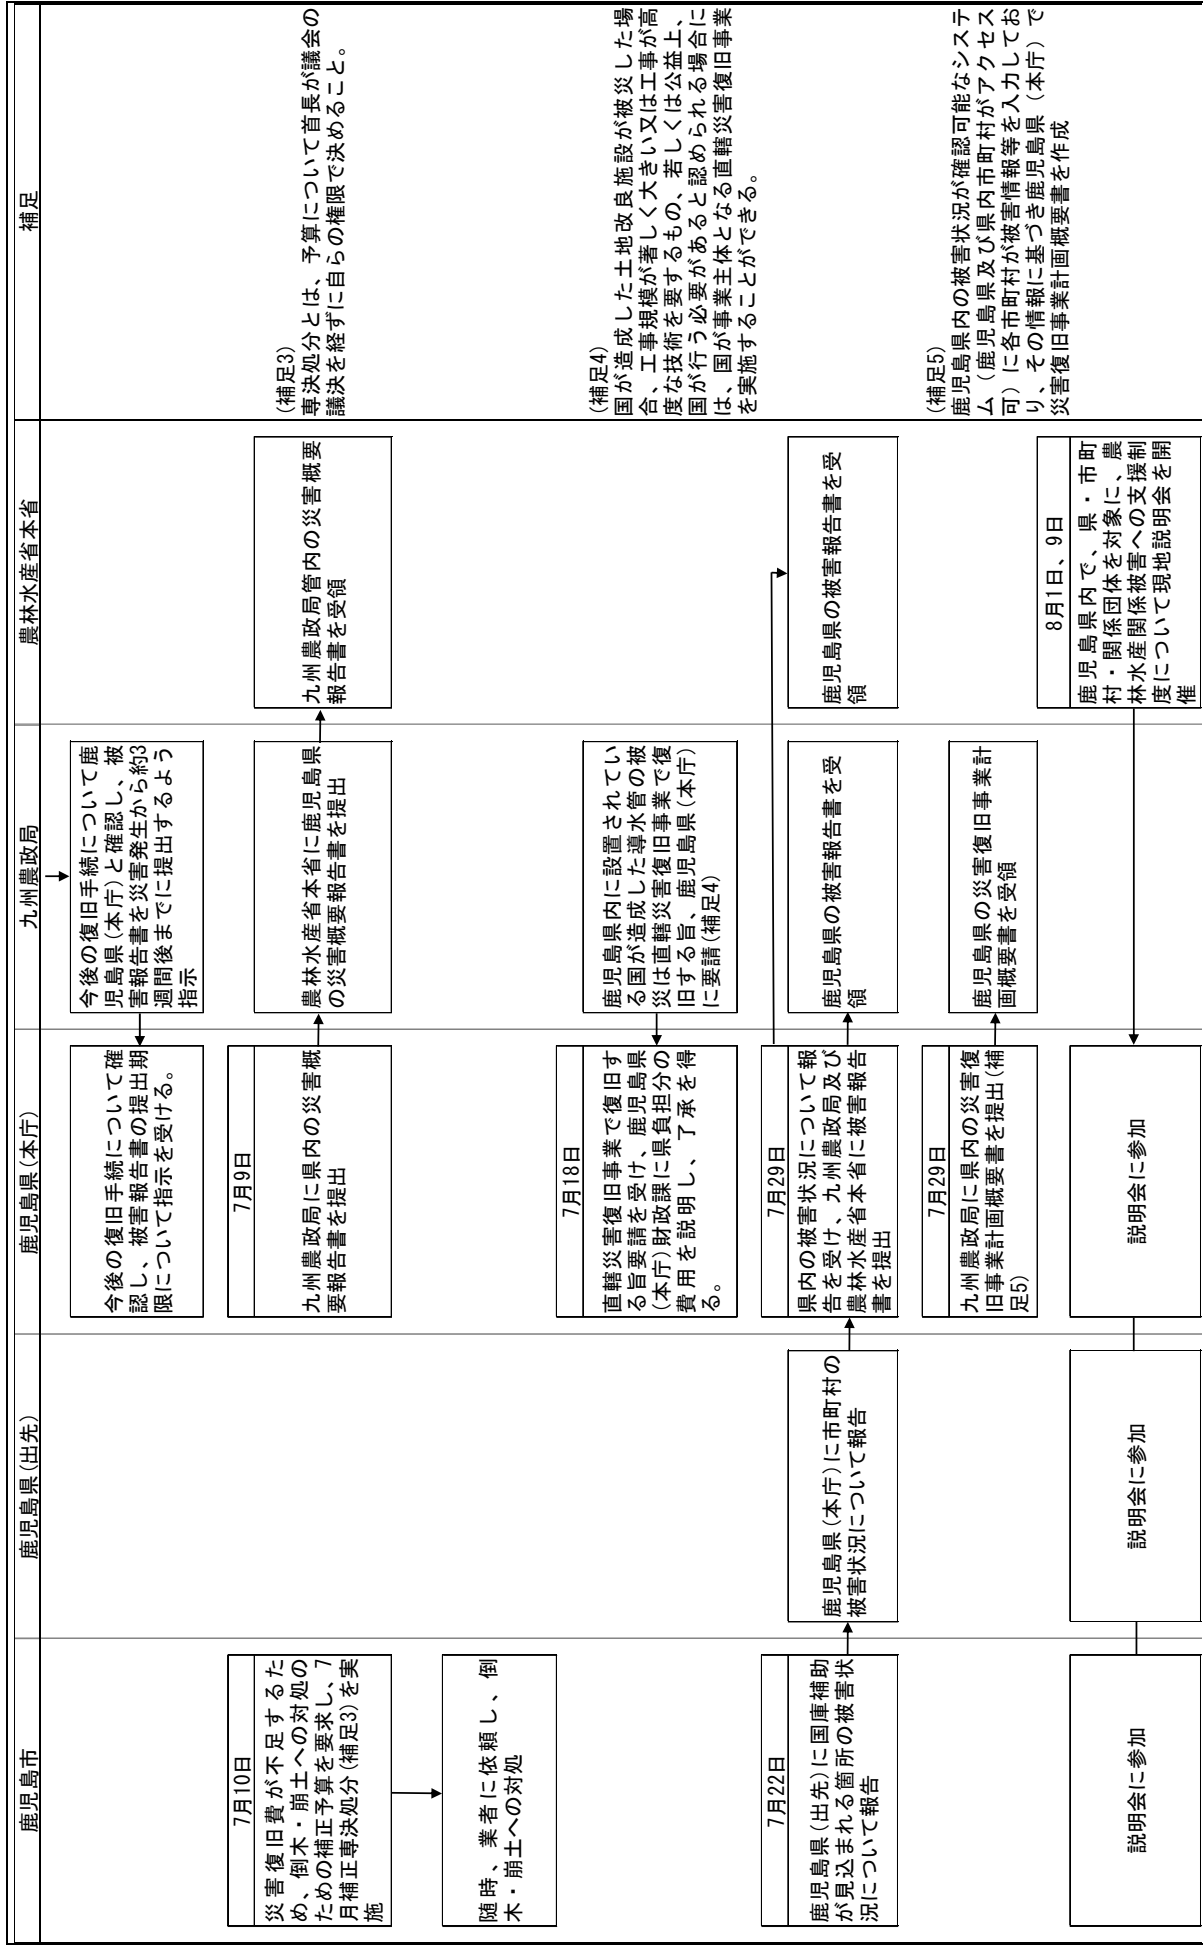 鹿児島市
鹿児島県(出先)
鹿児島県(本庁)
九州農政局
農林水産省本省
補足
今後の復旧手続について確
認し、被害報告書の提出期
限について指示を受ける。
今後の復旧手続について鹿
児島県(本庁)と確認し、被
害報告書を災害発生から約3
週間後までに提出するよう
指示
7月10日
災害復旧費が不足するた
め、倒木・崩土への対処の
ための補正予算を要求し、7
月補正専決処分(補足3)を実
施
7月9日
九州農政局に県内の災害概
要報告書を提出
農林水産省本省に鹿児島県
の災害概要報告書を提出
九州農政局管内の災害概要
報告書を受領
(補足3)
専決処分とは、予算について首長が議会の
議決を経ずに自らの権限で決めること。
随時、業者に依頼し、倒
木・崩土への対処
7月18日
直轄災害復旧事業で復旧す
る旨要請を受け、鹿児島県
(本庁)財政課に県負担分の
費用を説明し、了承を得
る。
鹿児島県内に設置されてい
る国が造成した導水管の被
災は直轄災害復旧事業で復
旧する旨、鹿児島県(本庁)
に要請(補足4)
(補足4)
国が造成した土地改良施設が被災した場
合、工事規模が著しく大きい又は工事が高
度な技術を要するもの、若しくは公益上、
国が行う必要があると認められる場合に
は、国が事業主体となる直轄災害復旧事業
を実施することができる。
7月22日
鹿児島県(出先)に国庫補助
が見込まれる箇所の被害状
況について報告
鹿児島県(本庁)に市町村の
被害状況について報告
7月29日
県内の被害状況について報
告を受け、九州農政局及び
農林水産省本省に被害報告
書を提出
鹿児島県の被害報告書を受
領
鹿児島県の被害報告書を受
領
7月29日
九州農政局に県内の災害復
旧事業計画概要書を提出(補
足5)
鹿児島県の災害復旧事業計
画概要書を受領
(補足5)
鹿児島県内の被害状況が確認可能なシステ
ム(鹿児島県及び県内市町村がアクセス
可)に各市町村が被害情報等を入力してお
り、その情報に基づき鹿児島県(本庁)で
災害復旧事業計画概要書を作成
説明会に参加
説明会に参加
説明会に参加
8月1日、9日
鹿児島県内で、県・市町
村・関係団体を対象に、農
林水産関係被害への支援制
度について現地説明会を開
催